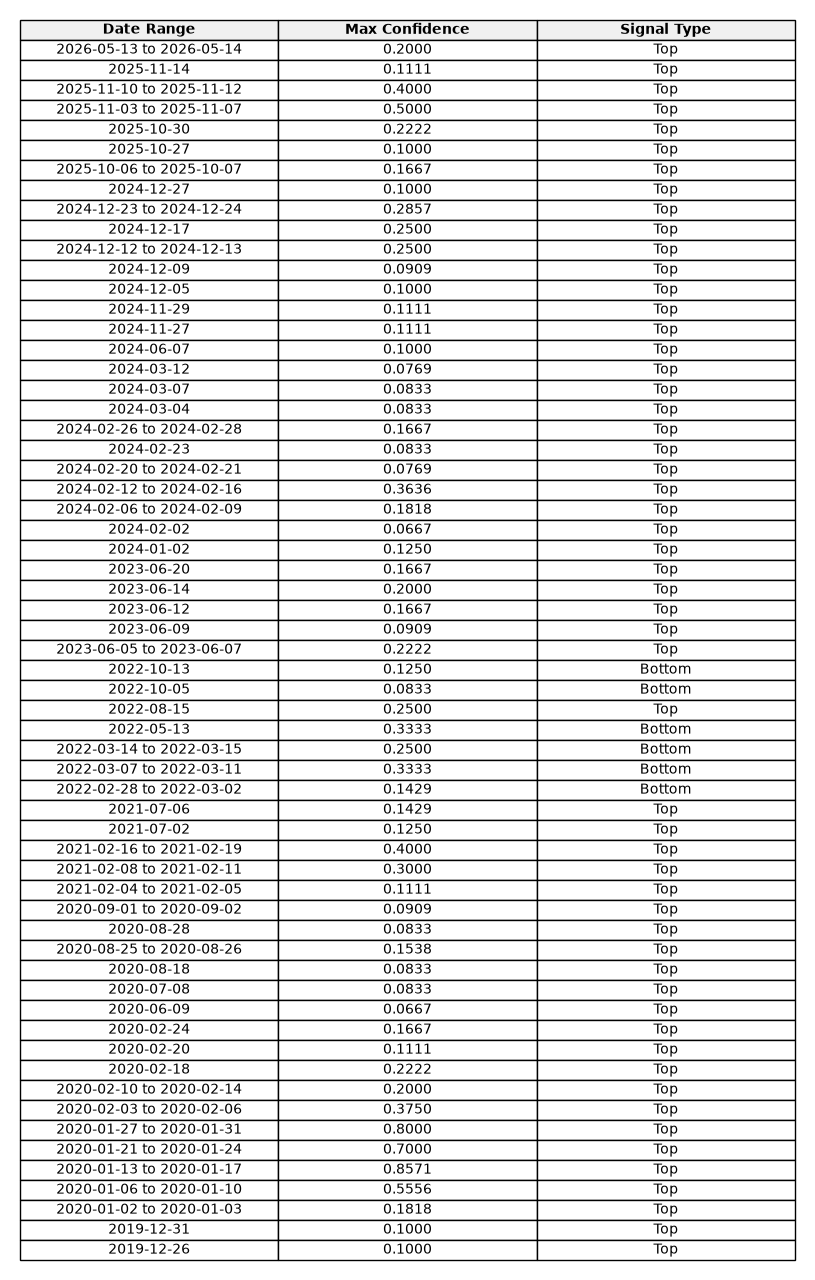 Date Range Max Confidence Signal Type
2026-05-13 to 2026-05-14 0.2000 Top
2025-11-14 0.1111 Top
2025-11-10 to 2025-11-12 0.4000 Top
2025-11-03 to 2025-11-07 0.5000 Top
2025-10-30 0.2222 Top
2025-10-27 0.1000 Top
2025-10-06 to 2025-10-07 0.1667 Top
2024-12-27 0.1000 Top
2024-12-23 to 2024-12-24 0.2857 Top
2024-12-17 0.2500 Top
2024-12-12 to 2024-12-13 0.2500 Top
2024-12-09 0.0909 Top
2024-12-05 0.1000 Top
2024-11-29 0.1111 Top
2024-11-27 0.1111 Top
2024-06-07 0.1000 Top
2024-03-12 0.0769 Top
2024-03-07 0.0833 Top
2024-03-04 0.0833 Top
2024-02-26 to 2024-02-28 0.1667 Top
2024-02-23 0.0833 Top
2024-02-20 to 2024-02-21 0.0769 Top
2024-02-12 to 2024-02-16 0.3636 Top
2024-02-06 to 2024-02-09 0.1818 Top
2024-02-02 0.0667 Top
2024-01-02 0.1250 Top
2023-06-20 0.1667 Top
2023-06-14 0.2000 Top
2023-06-12 0.1667 Top
2023-06-09 0.0909 Top
2023-06-05 to 2023-06-07 0.2222 Top
2022-10-13 0.1250 Bottom
2022-10-05 0.0833 Bottom
2022-08-15 0.2500 Top
2022-05-13 0.3333 Bottom
2022-03-14 to 2022-03-15 0.2500 Bottom
2022-03-07 to 2022-03-11 0.3333 Bottom
2022-02-28 to 2022-03-02 0.1429 Bottom
2021-07-06 0.1429 Top
2021-07-02 0.1250 Top
2021-02-16 to 2021-02-19 0.4000 Top
2021-02-08 to 2021-02-11 0.3000 Top
2021-02-04 to 2021-02-05 0.1111 Top
2020-09-01 to 2020-09-02 0.0909 Top
2020-08-28 0.0833 Top
2020-08-25 to 2020-08-26 0.1538 Top
2020-08-18 0.0833 Top
2020-07-08 0.0833 Top
2020-06-09 0.0667 Top
2020-02-24 0.1667 Top
2020-02-20 0.1111 Top
2020-02-18 0.2222 Top
2020-02-10 to 2020-02-14 0.2000 Top
2020-02-03 to 2020-02-06 0.3750 Top
2020-01-27 to 2020-01-31 0.8000 Top
2020-01-21 to 2020-01-24 0.7000 Top
2020-01-13 to 2020-01-17 0.8571 Top
2020-01-06 to 2020-01-10 0.5556 Top
2020-01-02 to 2020-01-03 0.1818 Top
2019-12-31 0.1000 Top
2019-12-26 0.1000 Top